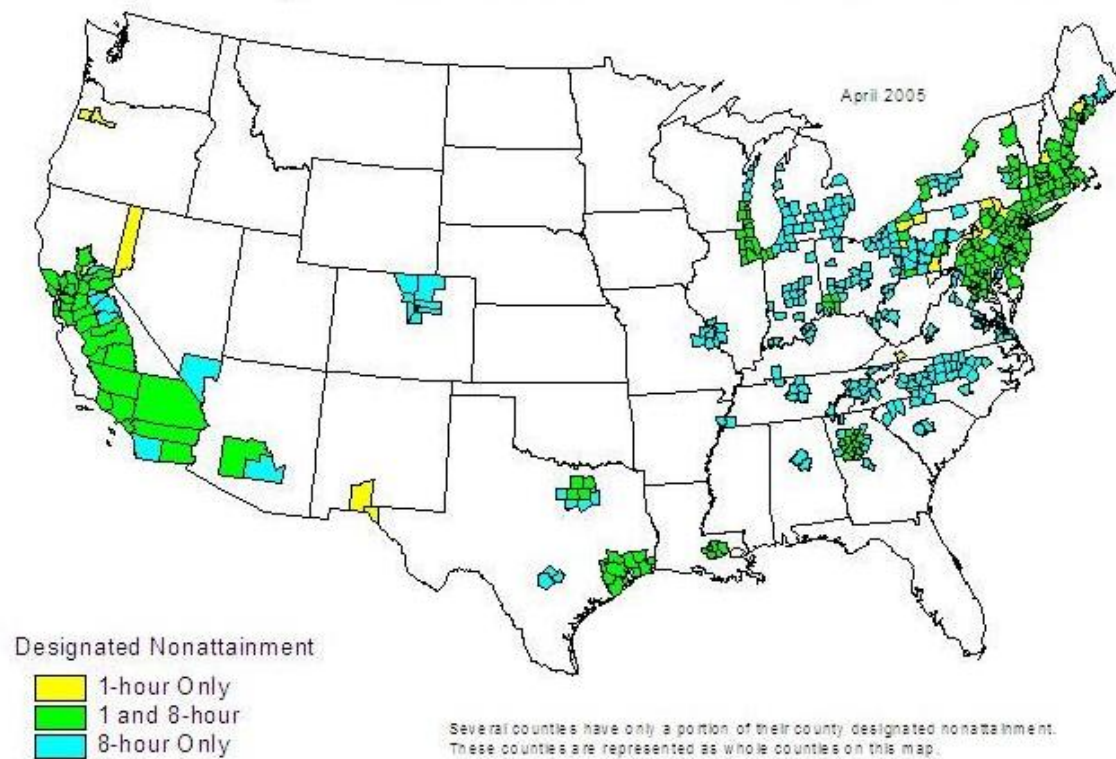 April 2005
Designated Nonattainment
1-hour Only
1 and 8-hour
8-hour Only
Several counties have only a portion of their county designated nonattainment.
These counties are represented as whole counties on this map.